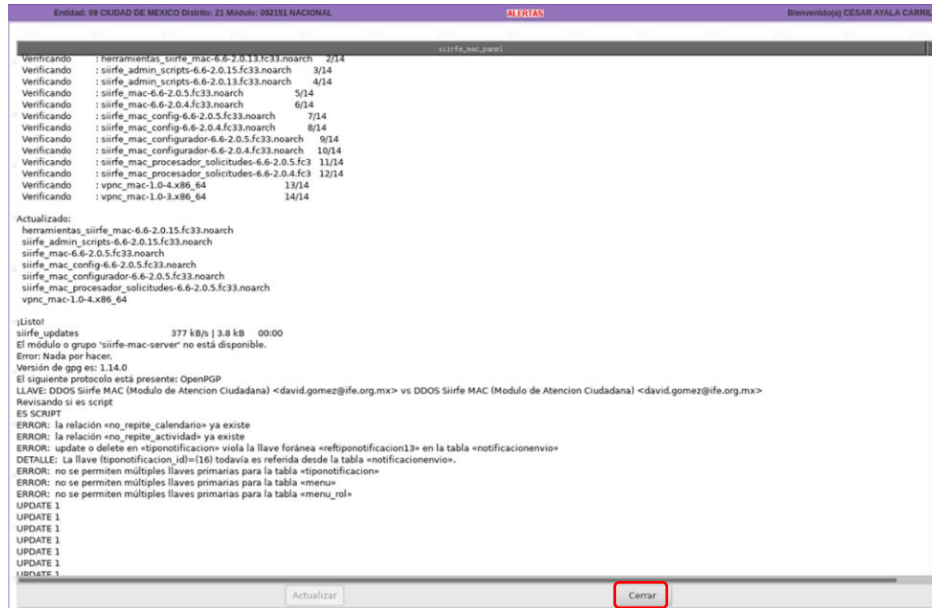 Entidad: 09 CIUDAD DE MEXICO Distrito: 21 Módulo: 092151 NACIONAL ALERTAS Bienvenido(a) CESAR AYALA CARRIL
siirfe_mac_panel
Verificando : herramientas_siirfe_mac-6.6-2.0.13.fc33.noarch 2/14
Verificando : siirfe_admin_scripts-6.6-2.0.15.fc33.noarch 3/14
Verificando : siirfe_admin_scripts-6.6-2.0.13.fc33.noarch 4/14
Verificando : siirfe_mac-6.6-2.0.5.fc33.noarch 5/14
Verificando : siirfe_mac-6.6-2.0.4.fc33.noarch 6/14
Verificando : siirfe_mac_config-6.6-2.0.5.fc33.noarch 7/14
Verificando : siirfe_mac_config-6.6-2.0.4.fc33.noarch 8/14
Verificando : siirfe_mac_configurador-6.6-2.0.5.fc33.noarch 9/14
Verificando : siirfe_mac_configurador-6.6-2.0.4.fc33.noarch 10/14
Verificando : siirfe_mac_procesador_solicitudes-6.6-2.0.5.fc3 11/14
Verificando : siirfe_mac_procesador_solicitudes-6.6-2.0.4.fc3 12/14
Verificando : vpnc_mac-1.0-4.x86_64 13/14
Verificando : vpnc_mac-1.0-3.x86_64 14/14
Actualizado:
herramientas_siirfe_mac-6.6-2.0.15.fc33.noarch
siirfe_admin_scripts-6.6-2.0.15.fc33.noarch
siirfe_mac-6.6-2.0.5.fc33.noarch
siirfe_mac_config-6.6-2.0.5.fc33.noarch
siirfe_mac_configurador-6.6-2.0.5.fc33.noarch
siirfe_mac_procesador_solicitudes-6.6-2.0.5.fc33.noarch
vpnc_mac-1.0-4.x86_64
¡Listo!
siirfe_updates 377 kB/s | 3.8 kB 00:00
El módulo o grupo 'siirfe-mac-server' no está disponible.
Error: Nada por hacer.
Versión de gpg es: 1.14.0
El siguiente protocolo está presente: OpenPGP
LLAVE: DDOS Siirfe MAC (Modulo de Atencion Ciudadana) <david.gomez@ife.org.mx> vs DDOS Siirfe MAC (Modulo de Atencion Ciudadana) <david.gomez@ife.org.mx>
Revisando si es script
ES SCRIPT
ERROR: la relación «no_repite_calendario» ya existe
ERROR: la relación «no_repite_actividad» ya existe
ERROR: update o delete en «tiponotificacion» viola la llave foránea «reftiponotificacion13» en la tabla «notificacionenvio»
DETALLE: La llave (tiponotificacion_id)=(16) todavía es referida desde la tabla «notificacionenvio».
ERROR: no se permiten múltiples llaves primarias para la tabla «tiponotificacion»
ERROR: no se permiten múltiples llaves primarias para la tabla «menu»
ERROR: no se permiten múltiples llaves primarias para la tabla «menu_rol»
UPDATE 1
UPDATE 1
UPDATE 1
UPDATE 1
UPDATE 1
UPDATE 1
UPDATE 1
Actualizar Cerrar